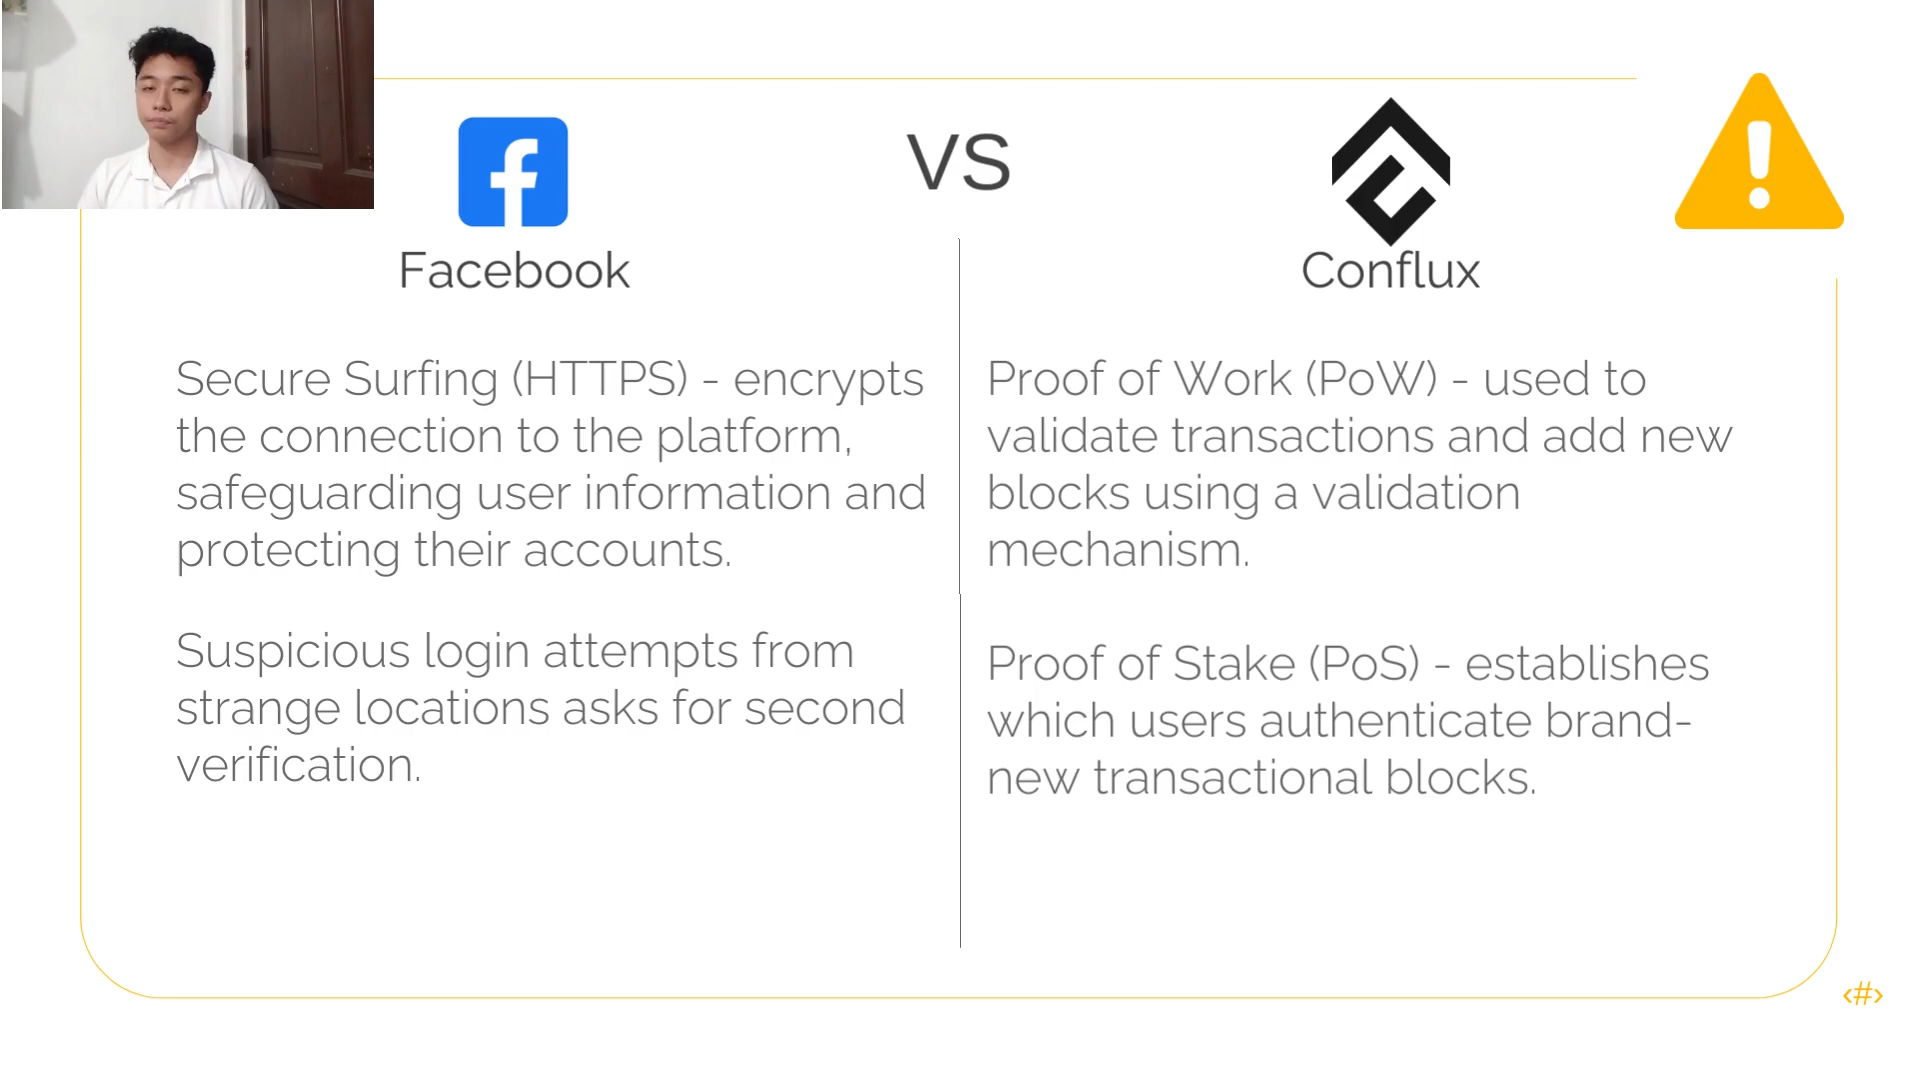 VS
Facebook
Conflux
Secure Surfing (HTTPS) - encrypts
the connection to the platform,
safeguarding user information and
protecting their accounts.
Suspicious login attempts from
strange locations asks for second
verification.
Proof of Work (PoW) - used to
validate transactions and add new
blocks using a validation
mechanism.
Proof of Stake (PoS) - establishes
which users authenticate brand-
new transactional blocks.
‹#›